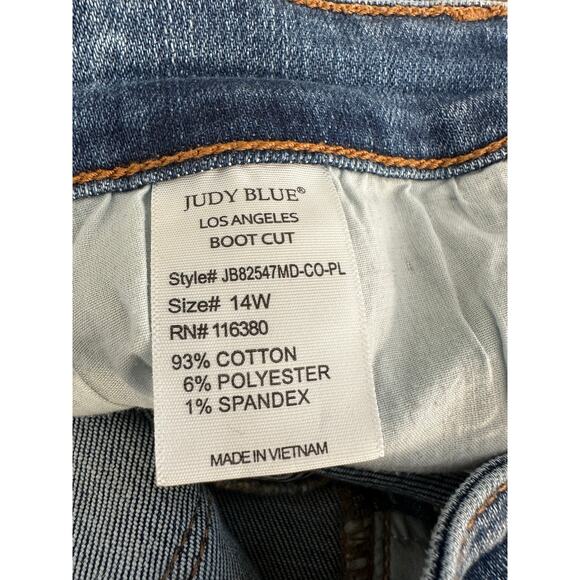 JUDY BLUE®
LOS ANGELES
BOOT CUT
Style# JB82547MD-CO-PL
Size# 14W
RN# 116380
93% COTTON
6% POLYESTER
1% SPANDEX
MADE IN VIETNAM